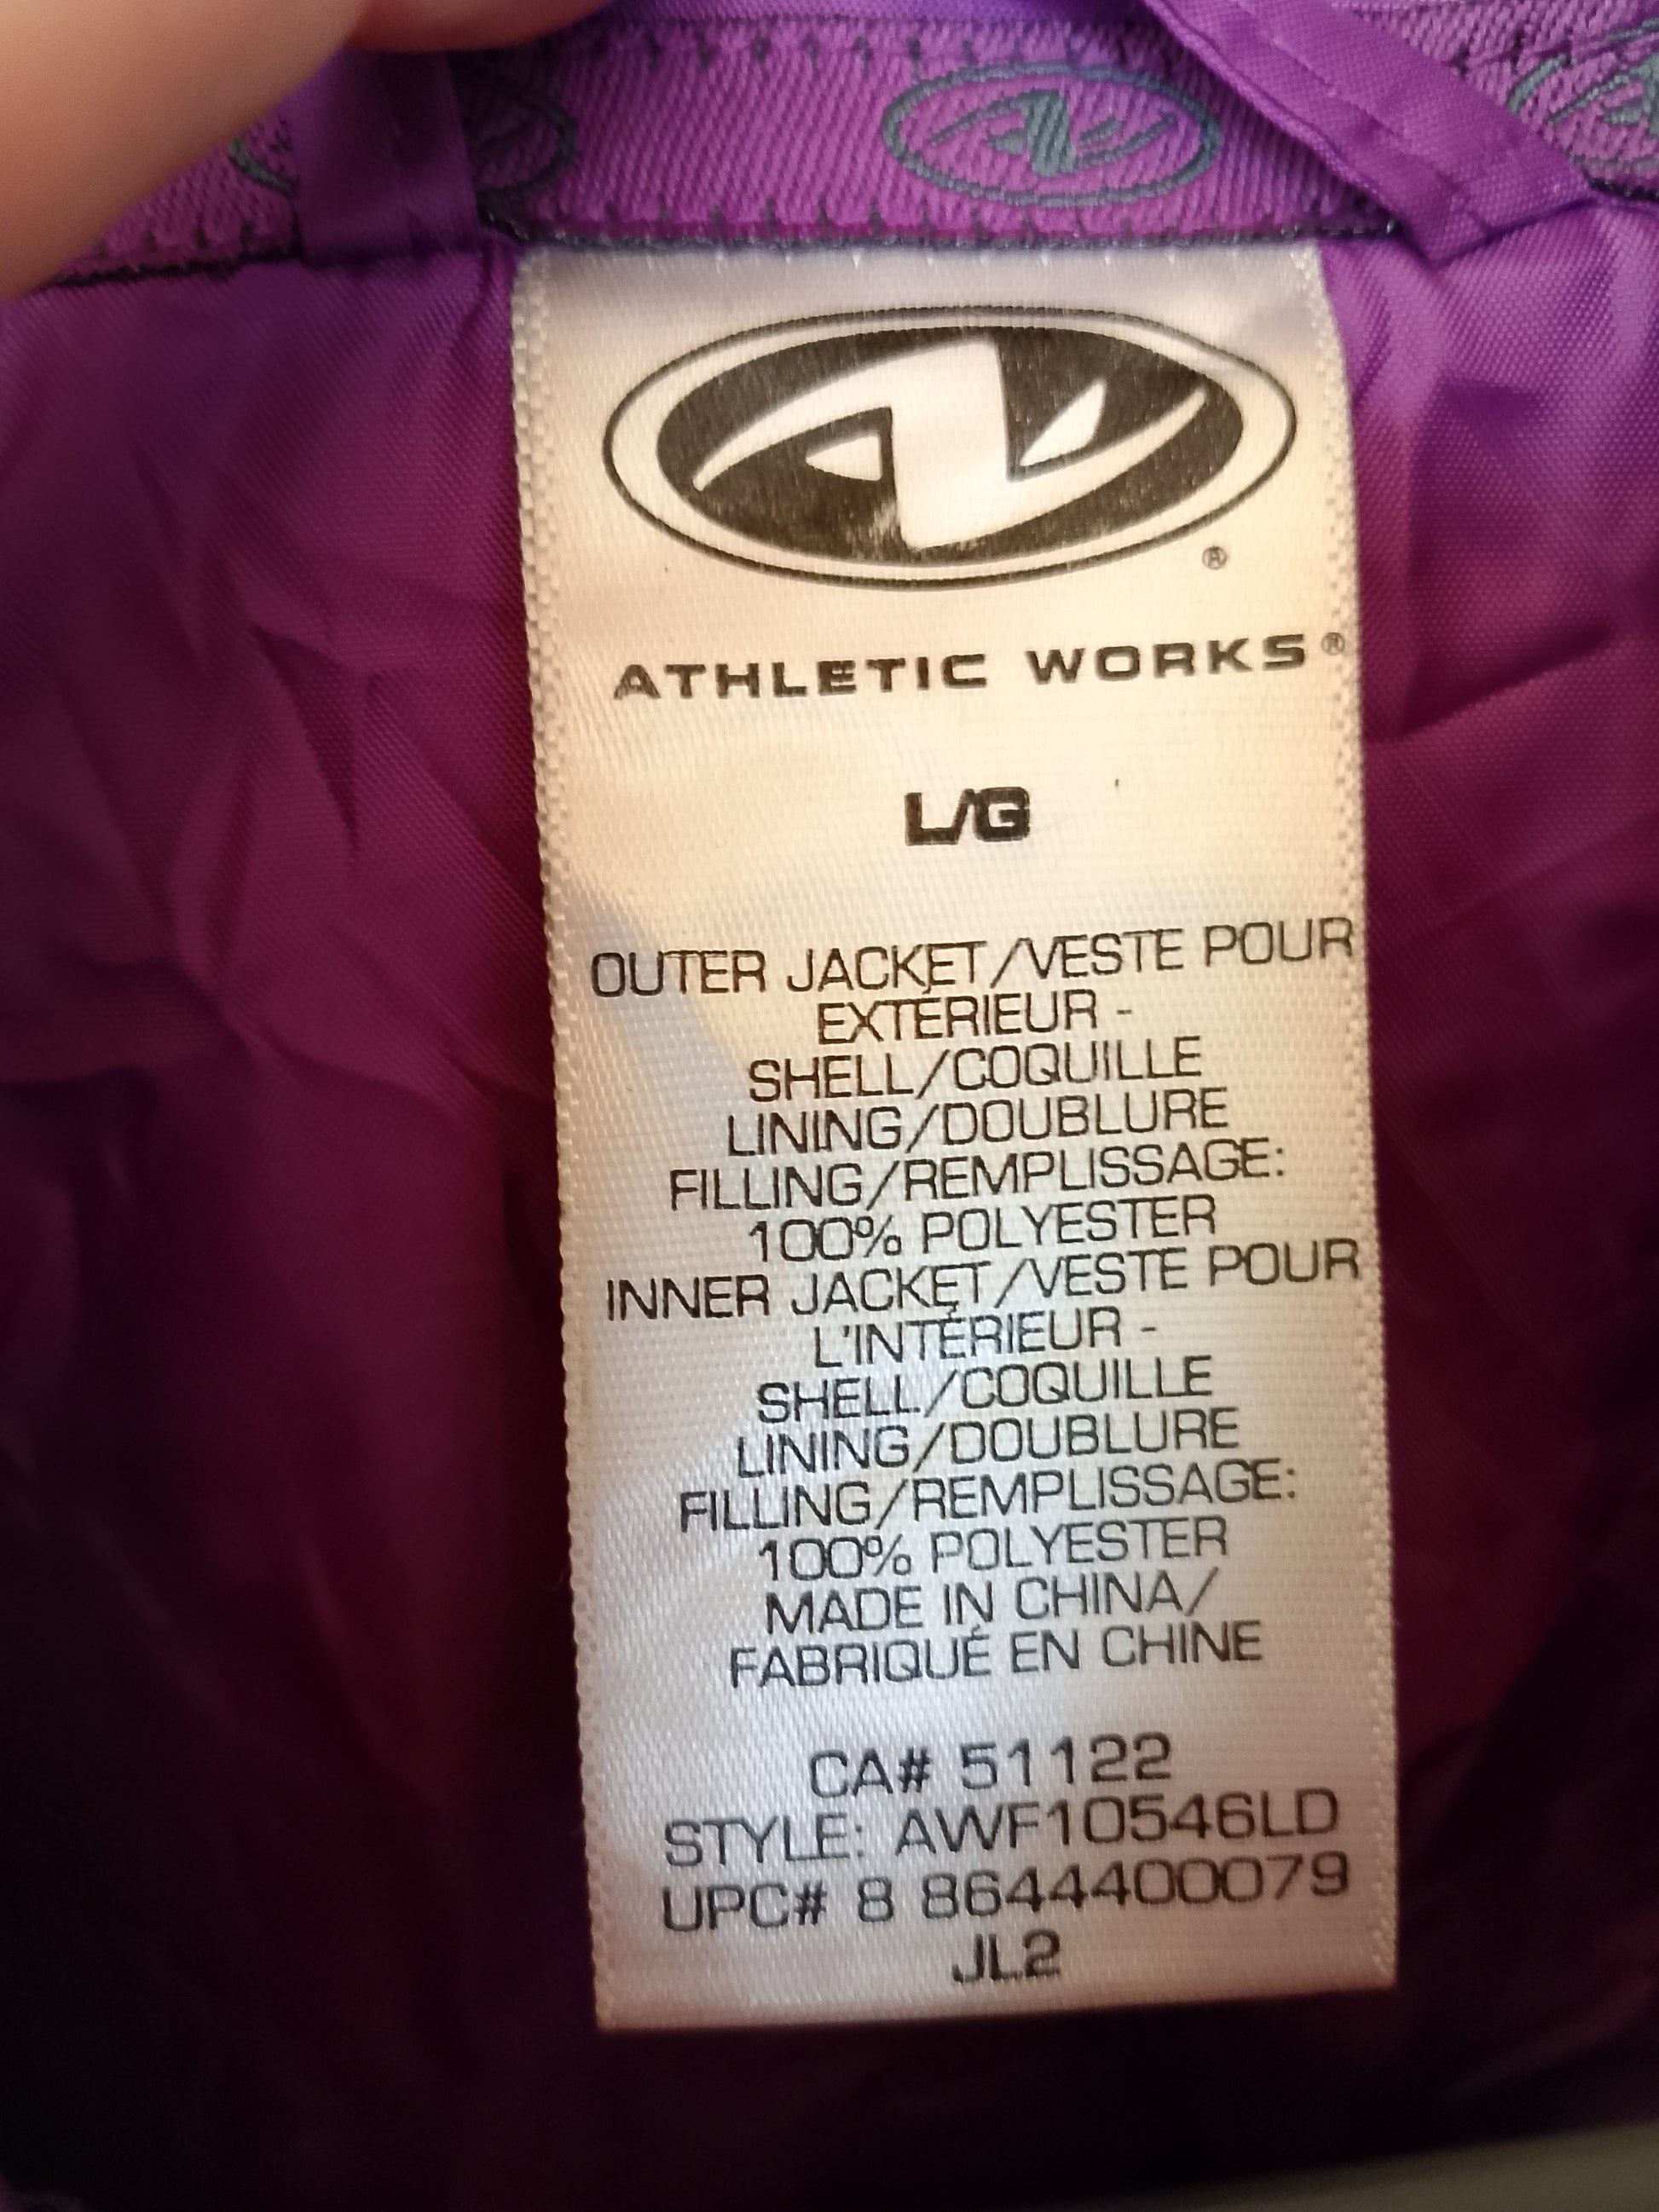 ®
ATHLETIC WORKS®
L/G
OUTER JACKET/VESTE POUR
EXTÉRIEUR -
SHELL/COQUILLE
LINING/DOUBLURE
FILLING/REMPLISSAGE:
100% POLYESTER
INNER JACKET/VESTE POUR
L'INTÉRIEUR -
SHELL/COQUILLE
LINING/DOUBLURE
FILLING/REMPLISSAGE:
100% POLYESTER
MADE IN CHINA/
FABRIQUÉ EN CHINE
CA# 51122
STYLE: AWF10546LD
UPC# 8 8644400079
JL2